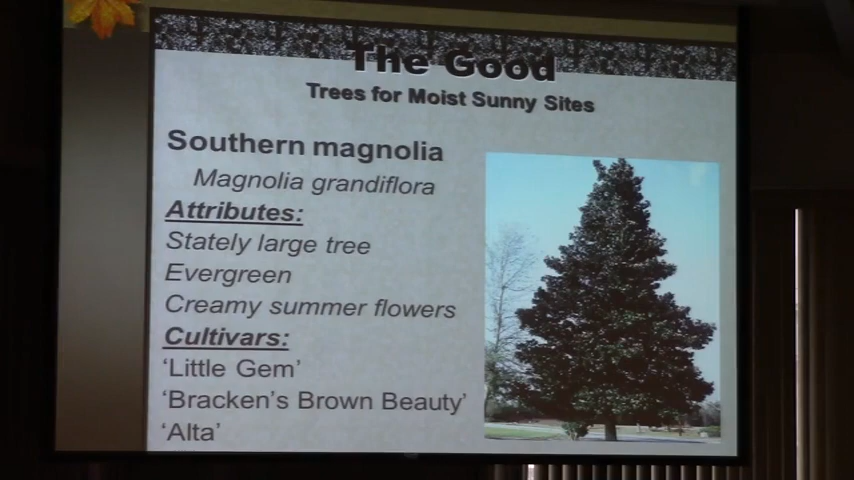 The Good
Trees for Moist Sunny Sites
Southern magnolia
Magnolia grandiflora
Attributes:
Stately large tree
Evergreen
Creamy summer flowers
Cultivars:
‘Little Gem’
‘Bracken’s Brown Beauty’
‘Alta’